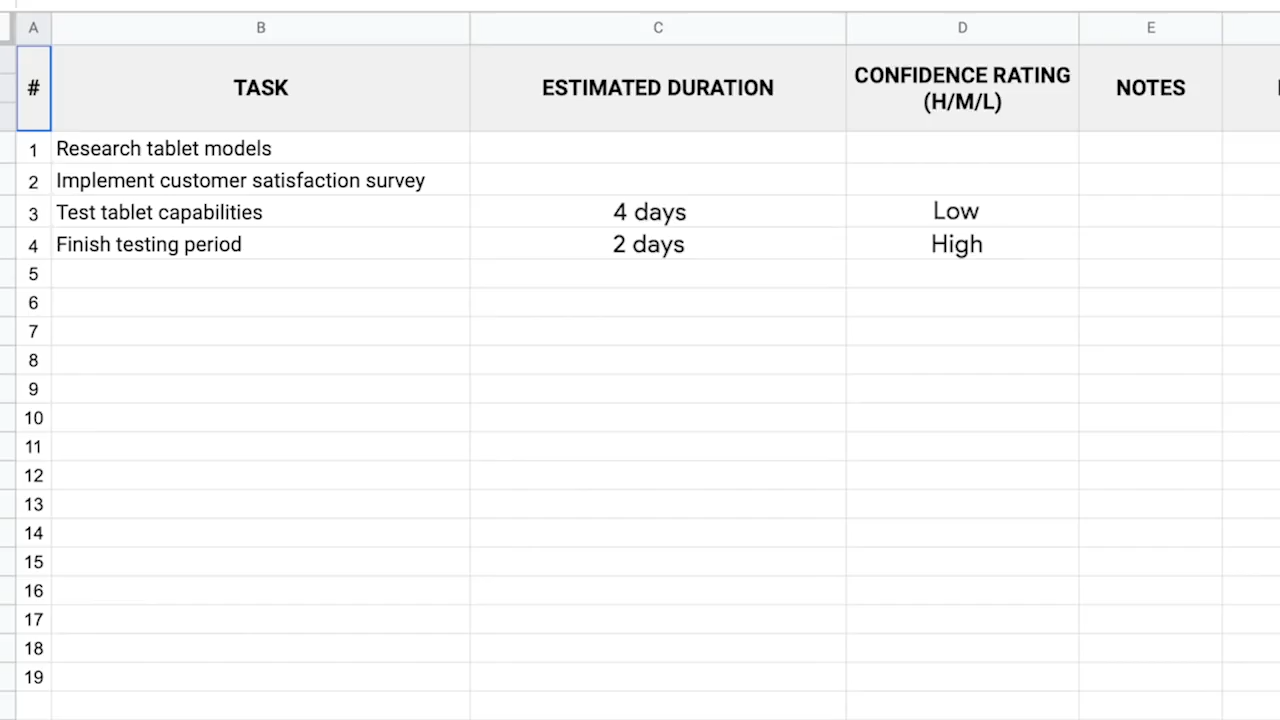 A B C D E
# TASK ESTIMATED DURATION CONFIDENCE RATING (H/M/L) NOTES
1 Research tablet models
2 Implement customer satisfaction survey
3 Test tablet capabilities 4 days Low
4 Finish testing period 2 days High
5
6
7
8
9
10
11
12
13
14
15
16
17
18
19